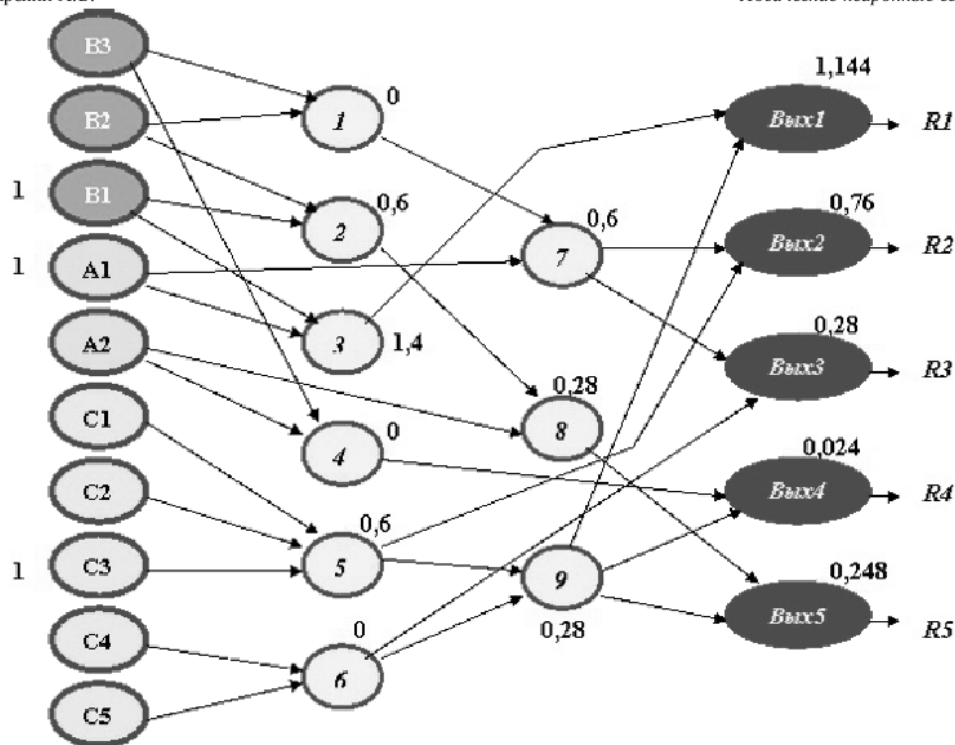 B3
B2
1 B1
1 A1
A2
C1
C2
1 C3
C4
C5
1 0
2 0,6
3 1,4
4 0
5 0,6
6 0
7 0,6
8 0,28
9 0,28
1,144
Вых1 R1
0,76
Вых2 R2
0,28
Вых3 R3
0,024
Вых4 R4
0,248
Вых5 R5